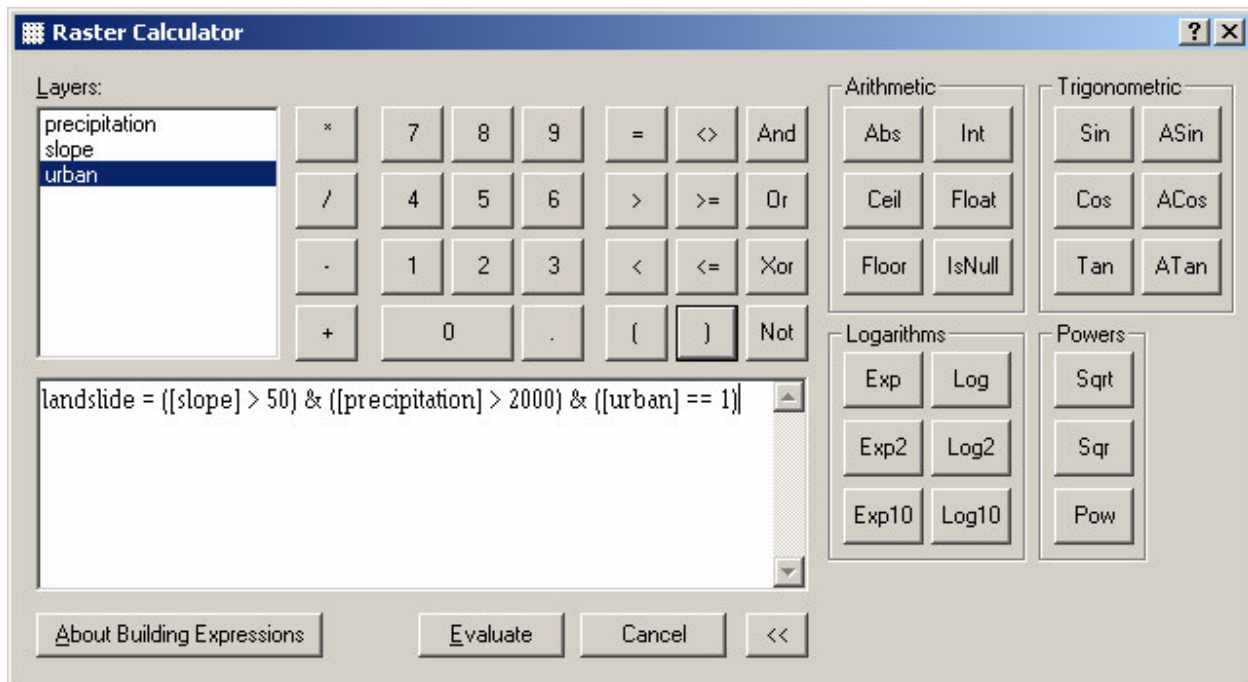 Raster Calculator
? X
Layers:
precipitation
slope
urban
* 7 8 9 = <> And
/ 4 5 6 > >= Or
- 1 2 3 < <= Xor
+ 0 . ( ) Not
Arithmetic
Abs Int
Ceil Float
Floor IsNull
Trigonometric
Sin ASin
Cos ACos
Tan ATan
Logarithms
Exp Log
Exp2 Log2
Exp10 Log10
Powers
Sqrt
Sqr
Pow
landslide = ([slope] > 50) & ([precipitation] > 2000) & ([urban] == 1)
About Building Expressions Evaluate Cancel <<